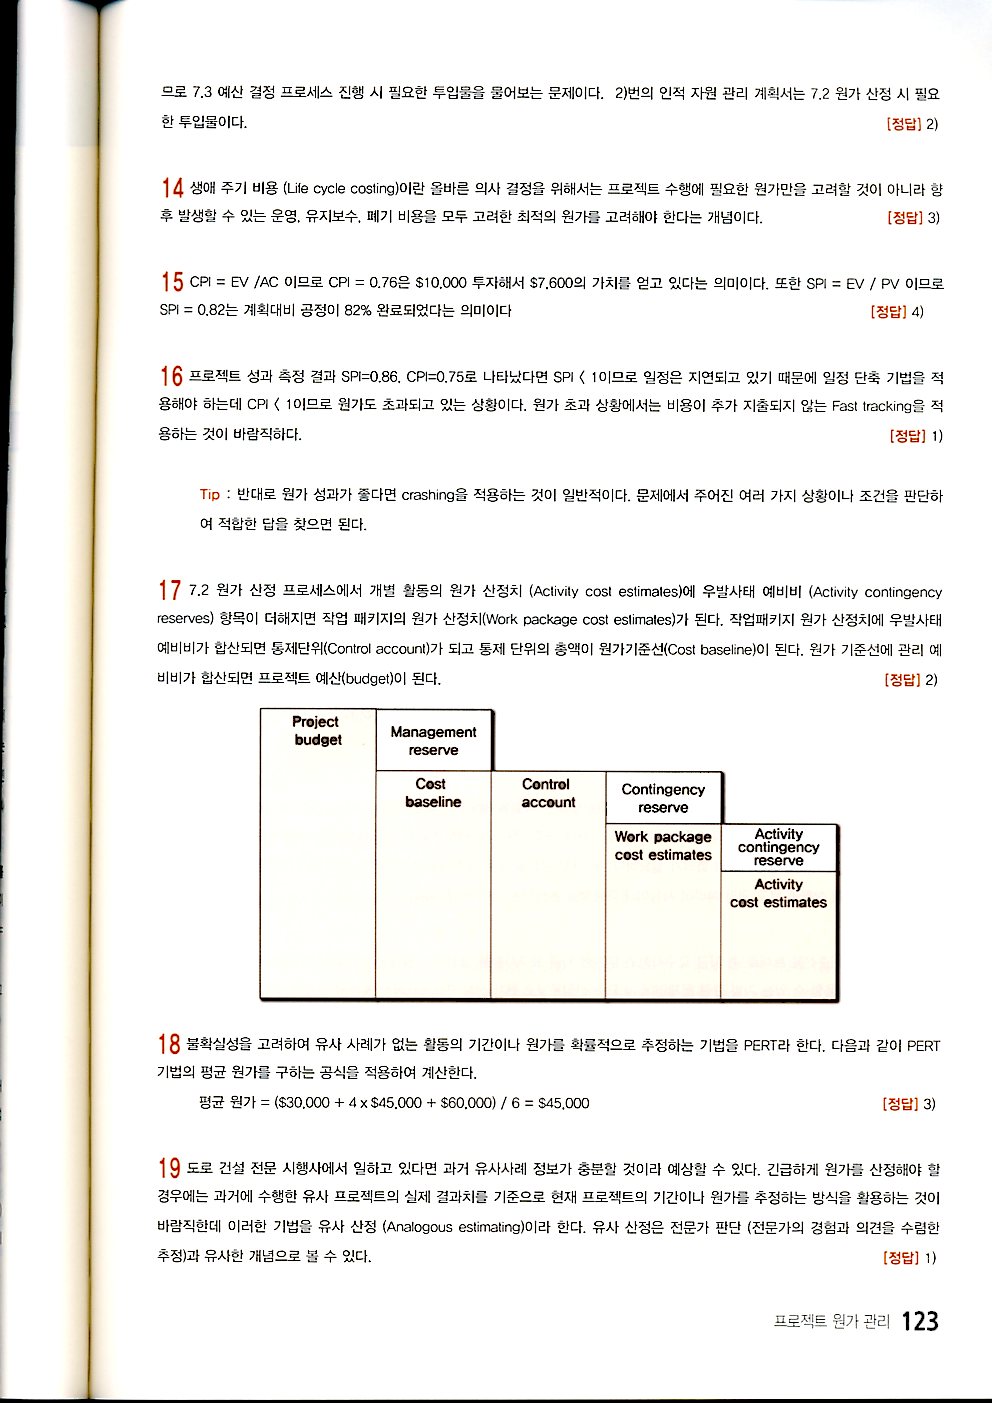 므로 7.3 예산 결정 프로세스 진행 시 필요한 투입물을 물어보는 문제이다. 2)번의 인적 자원 관리 계획서는 7.2 원가 산정 시 필요
한 투입물이다. [정답] 2)
14 생애 주기 비용 (Life cycle costing)이란 올바른 의사 결정을 위해서는 프로젝트 수행에 필요한 원가만을 고려할 것이 아니라 향
후 발생할 수 있는 운영, 유지보수, 폐기 비용을 모두 고려한 최적의 원가를 고려해야 한다는 개념이다. [정답] 3)
15 CPI = EV /AC 이므로 CPI = 0.76은 $10,000 투자해서 $7,600의 가치를 얻고 있다는 의미이다. 또한 SPI = EV / PV 이므로
SPI = 0.82는 계획대비 공정이 82% 완료되었다는 의미이다 [정답] 4)
16 프로젝트 성과 측정 결과 SPI=0.86, CPI=0.75로 나타났다면 SPI < 1이므로 일정은 지연되고 있기 때문에 일정 단축 기법을 적
용해야 하는데 CPI < 1이므로 원가도 초과되고 있는 상황이다. 원가 초과 상황에서는 비용이 추가 지출되지 않는 Fast tracking을 적
용하는 것이 바람직하다. [정답] 1)
Tip : 반대로 원가 성과가 좋다면 crashing을 적용하는 것이 일반적이다. 문제에서 주어진 여러 가지 상황이나 조건을 판단하
여 적합한 답을 찾으면 된다.
17 7.2 원가 산정 프로세스에서 개별 활동의 원가 산정치 (Activity cost estimates)에 우발사태 예비비 (Activity contingency
reserves) 항목이 더해지면 작업 패키지의 원가 산정치(Work package cost estimates)가 된다. 작업패키지 원가 산정치에 우발사태
예비비가 합산되면 통제단위(Control account)가 되고 통제 단위의 총액이 원가기준선(Cost baseline)이 된다. 원가 기준선에 관리 예
비비가 합산되면 프로젝트 예산(budget)이 된다. [정답] 2)
Project
budget
Management
reserve
Cost
baseline
Control
account
Contingency
reserve
Work package
cost estimates
Activity
contingency
reserve
Activity
cost estimates
18 불확실성을 고려하여 유사 사례가 없는 활동의 기간이나 원가를 확률적으로 추정하는 기법을 PERT라 한다. 다음과 같이 PERT
기법의 평균 원가를 구하는 공식을 적용하여 계산한다.
평균 원가 = ($30,000 + 4 x $45,000 + $60,000) / 6 = $45,000 [정답] 3)
19 도로 건설 전문 시행사에서 일하고 있다면 과거 유사사례 정보가 충분할 것이라 예상할 수 있다. 긴급하게 원가를 산정해야 할
경우에는 과거에 수행한 유사 프로젝트의 실제 결과치를 기준으로 현재 프로젝트의 기간이나 원가를 추정하는 방식을 활용하는 것이
바람직한데 이러한 기법을 유사 산정 (Analogous estimating)이라 한다. 유사 산정은 전문가 판단 (전문가의 경험과 의견을 수렴한
추정)과 유사한 개념으로 볼 수 있다. [정답] 1)
프로젝트 원가 관리 123